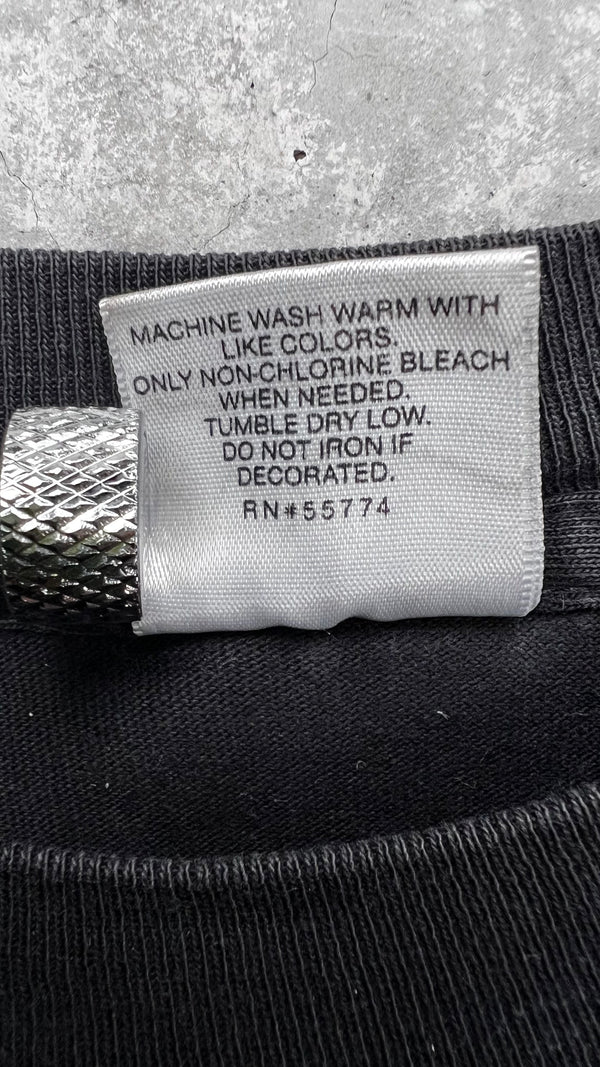 MACHINE WASH WARM WITH
LIKE COLORS.
ONLY NON-CHLORINE BLEACH
WHEN NEEDED.
TUMBLE DRY LOW.
DO NOT IRON IF
DECORATED.
RN#55774